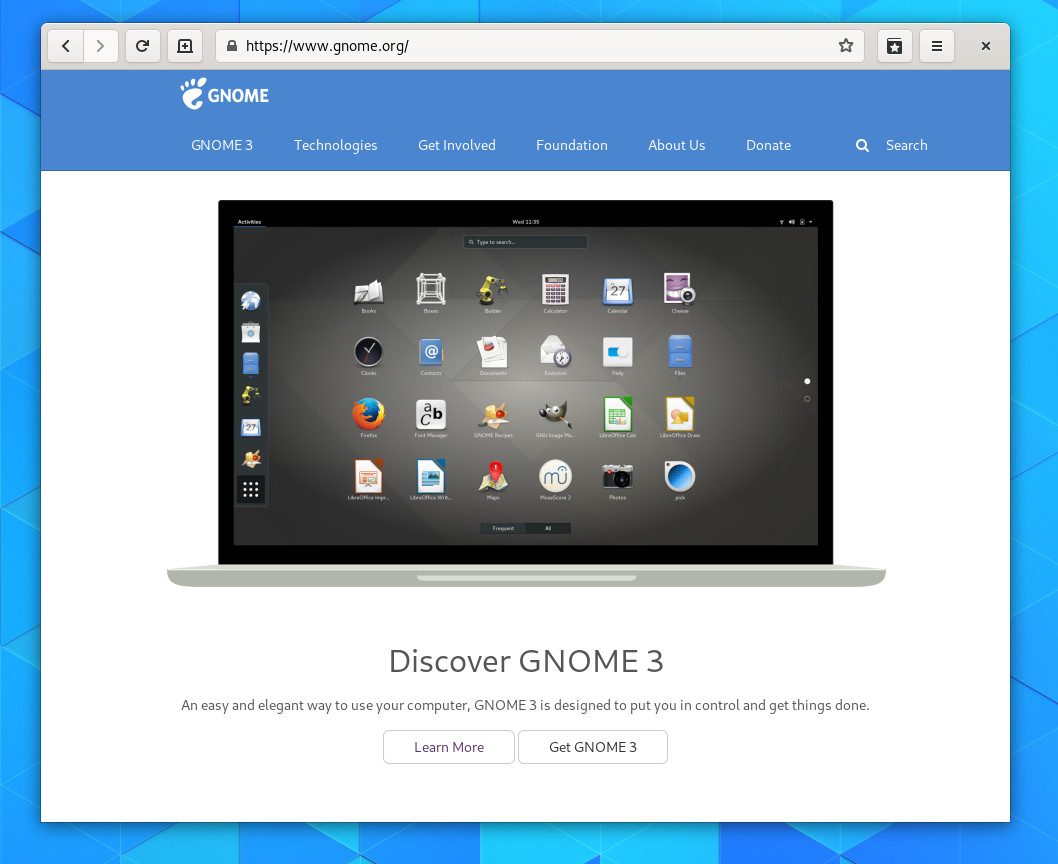 https://www.gnome.org/
GNOME
GNOME 3 Technologies Get Involved Foundation About Us Donate Search
Activities Wed 11:35
Type to search...
Books Boxes Builder Calculator Calendar Cheese
27
Clocks Contacts Documents Evolution Feedy Files
Firefox Font Manager GNOME Recipes GNU Image Ma... LibreOffice Calc LibreOffice Draw
LibreOffice Impr... LibreOffice Writ... Maps MuseScore 2 Photos pick
Frequent All
Discover GNOME 3
An easy and elegant way to use your computer, GNOME 3 is designed to put you in control and get things done.
Learn More Get GNOME 3